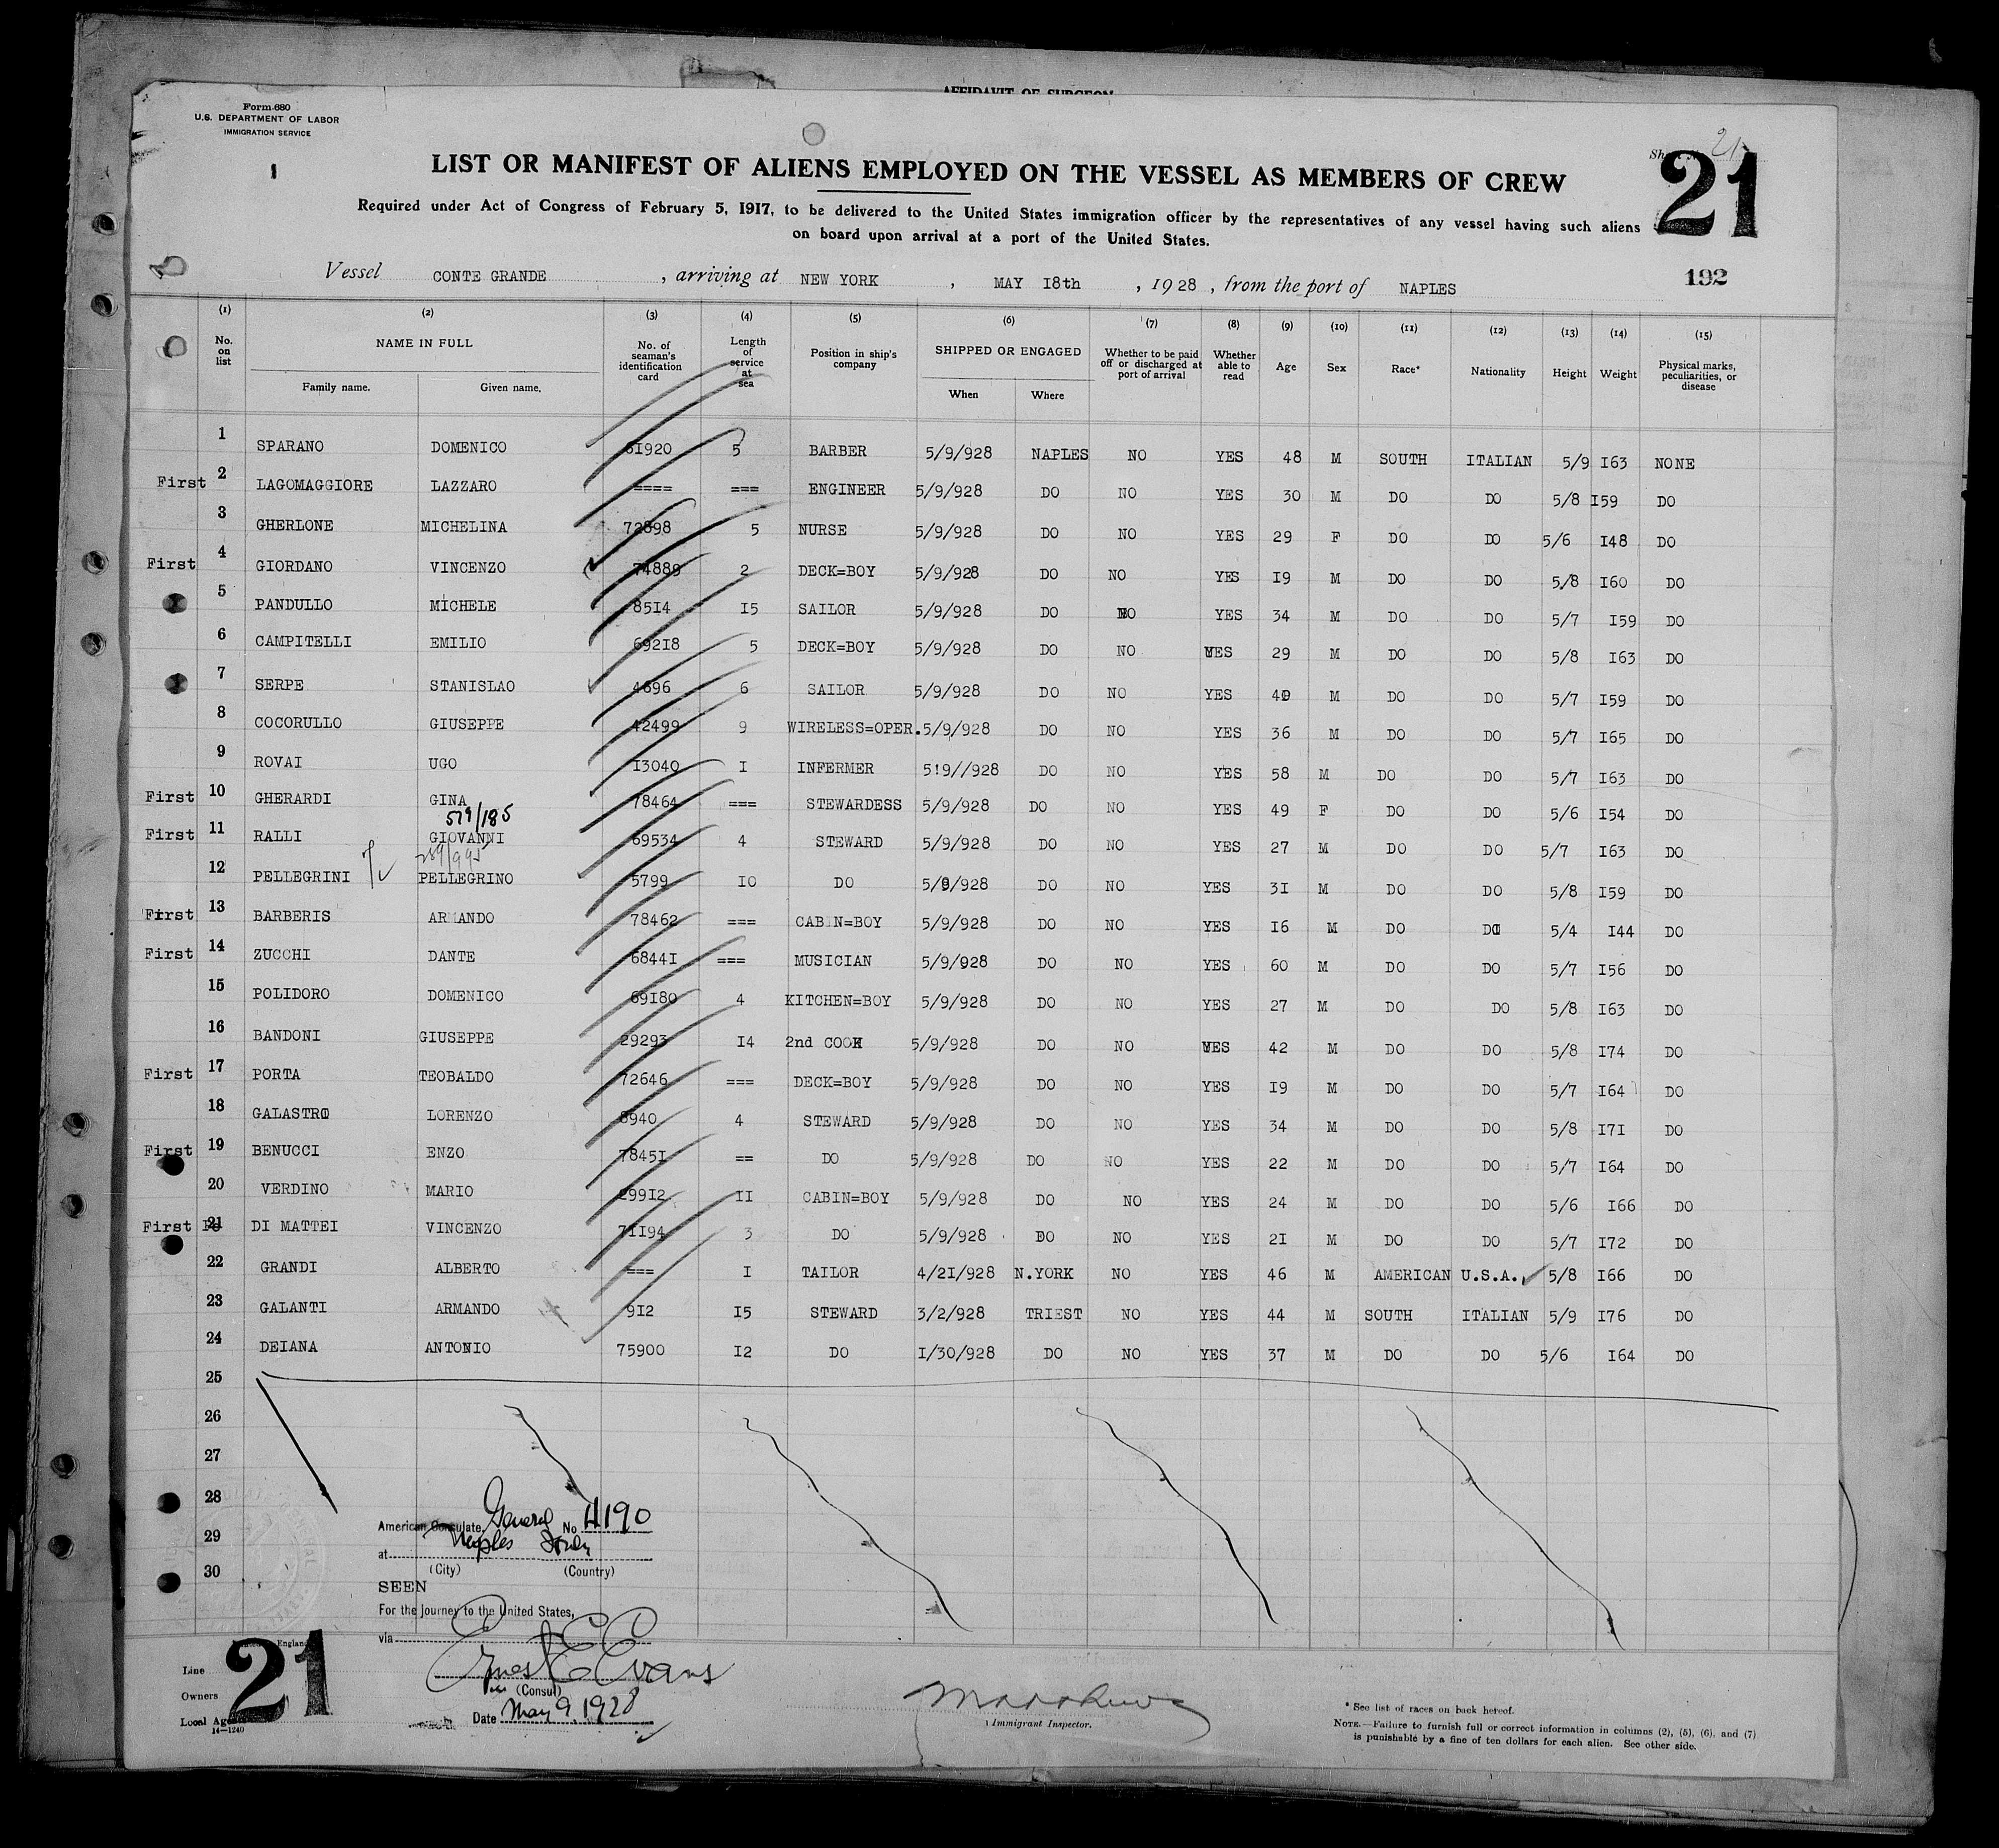 AFFIDAVIT OF SURGEON
Form 680
U.S. DEPARTMENT OF LABOR
IMMIGRATION SERVICE
21
LIST OR MANIFEST OF ALIENS EMPLOYED ON THE VESSEL AS MEMBERS OF CREW
21
Required under Act of Congress of February 5, 1917, to be delivered to the United States immigration officer by the representatives of any vessel having such aliens
on board upon arrival at a port of the United States.
Vessel CONTE GRANDE, arriving at NEW YORK, MAY 18th, 1928, from the port of NAPLES
192
(1) (2) (3) (4) (5) (6) (7) (8) (9) (10) (11) (12) (13) (14) (15)
No. on list NAME IN FULL Family name. Given name. No. of seaman's identification card Length of service at sea Position in ship's company SHIPPED OR ENGAGED When Where Whether to be paid off or discharged at port of arrival Whether able to read Age Sex Race* Nationality Height Weight Physical marks, peculiarities, or disease
1 SPARANO DOMENICO 61920 5 BARBER 5/9/928 NAPLES NO YES 48 M SOUTH ITALIAN 5/9 163 NONE
First 2 LAGOMAGGIORE LAZZARO ==== === ENGINEER 5/9/928 DO NO YES 30 M DO DO 5/8 159 DO
3 GHERLONE MICHELINA 72898 5 NURSE 5/9/928 DO NO YES 29 F DO DO 5/6 148 DO
First 4 GIORDANO VINCENZO 74889 2 DECK=BOY 5/9/928 DO NO YES 19 M DO DO 5/8 160 DO
5 PANDULLO MICHELE 8514 15 SAILOR 5/9/928 DO NO YES 34 M DO DO 5/7 159 DO
6 CAMPITELLI EMILIO 69218 5 DECK=BOY 5/9/928 DO NO YES 29 M DO DO 5/8 163 DO
7 SERPE STANISLAO 4696 6 SAILOR 5/9/928 DO NO YES 49 M DO DO 5/7 159 DO
8 COCORULLO GIUSEPPE 42499 9 WIRELESS=OPER. 5/9/928 DO NO YES 36 M DO DO 5/7 165 DO
9 ROVAI UGO 13040 1 INFERMER 5!9//928 DO NO YES 58 M DO DO 5/7 163 DO
First 10 GHERARDI GINA 78464 === STEWARDESS 5/9/928 DO NO YES 49 F DO DO 5/6 154 DO
579/185
First 11 RALLI GIOVANNI 69534 4 STEWARD 5/9/928 DO NO YES 27 M DO DO 5/7 163 DO
12 PELLEGRINI PELLEGRINO 5799 10 DO 5/9/928 DO NO YES 31 M DO DO 5/8 159 DO
First 13 BARBERIS ARMANDO 78462 === CABIN=BOY 5/9/928 DO NO YES 16 M DO DO 5/4 144 DO
First 14 ZUCCHI DANTE 68441 === MUSICIAN 5/9/928 DO NO YES 60 M DO DO 5/7 156 DO
15 POLIDORO DOMENICO 69180 4 KITCHEN=BOY 5/9/928 DO NO YES 27 M DO DO 5/8 163 DO
16 BANDONI GIUSEPPE 29293 14 2nd COOK 5/9/928 DO NO YES 42 M DO DO 5/8 174 DO
First 17 PORTA TEOBALDO 72646 === DECK=BOY 5/9/928 DO NO YES 19 M DO DO 5/7 164 DO
18 GALASTRO LORENZO 8940 4 STEWARD 5/9/928 DO NO YES 34 M DO DO 5/8 171 DO
First 19 BENUCCI ENZO 78451 == DO 5/9/928 DO NO YES 22 M DO DO 5/7 164 DO
20 VERDINO MARIO 29912 11 CABIN=BOY 5/9/928 DO NO YES 24 M DO DO 5/6 166 DO
First 21 DI MATTEI VINCENZO 71194 3 DO 5/9/928 DO NO YES 21 M DO DO 5/7 172 DO
22 GRANDI ALBERTO === 1 TAILOR 4/21/928 N.YORK NO YES 46 M AMERICAN U.S.A. 5/8 166 DO
23 GALANTI ARMANDO 912 15 STEWARD 3/2/928 TRIEST NO YES 44 M SOUTH ITALIAN 5/9 176 DO
24 DEIANA ANTONIO 75900 12 DO 1/30/928 DO NO YES 37 M DO DO 5/6 164 DO
25
26
27
28
29
30
American Consulate General No 4190
at Naples Italy
(City) (Country)
SEEN
For the journey to the United States,
via
Ernest E Evans
(Consul)
Date May 9, 1928
21
Line
Owners
Local Agents
14—1240
Immigrant Inspector.
* See list of races on back hereof.
NOTE.—Failure to furnish full or correct information in columns (2), (5), (6), and (7)
is punishable by a fine of ten dollars for each alien. See other side.